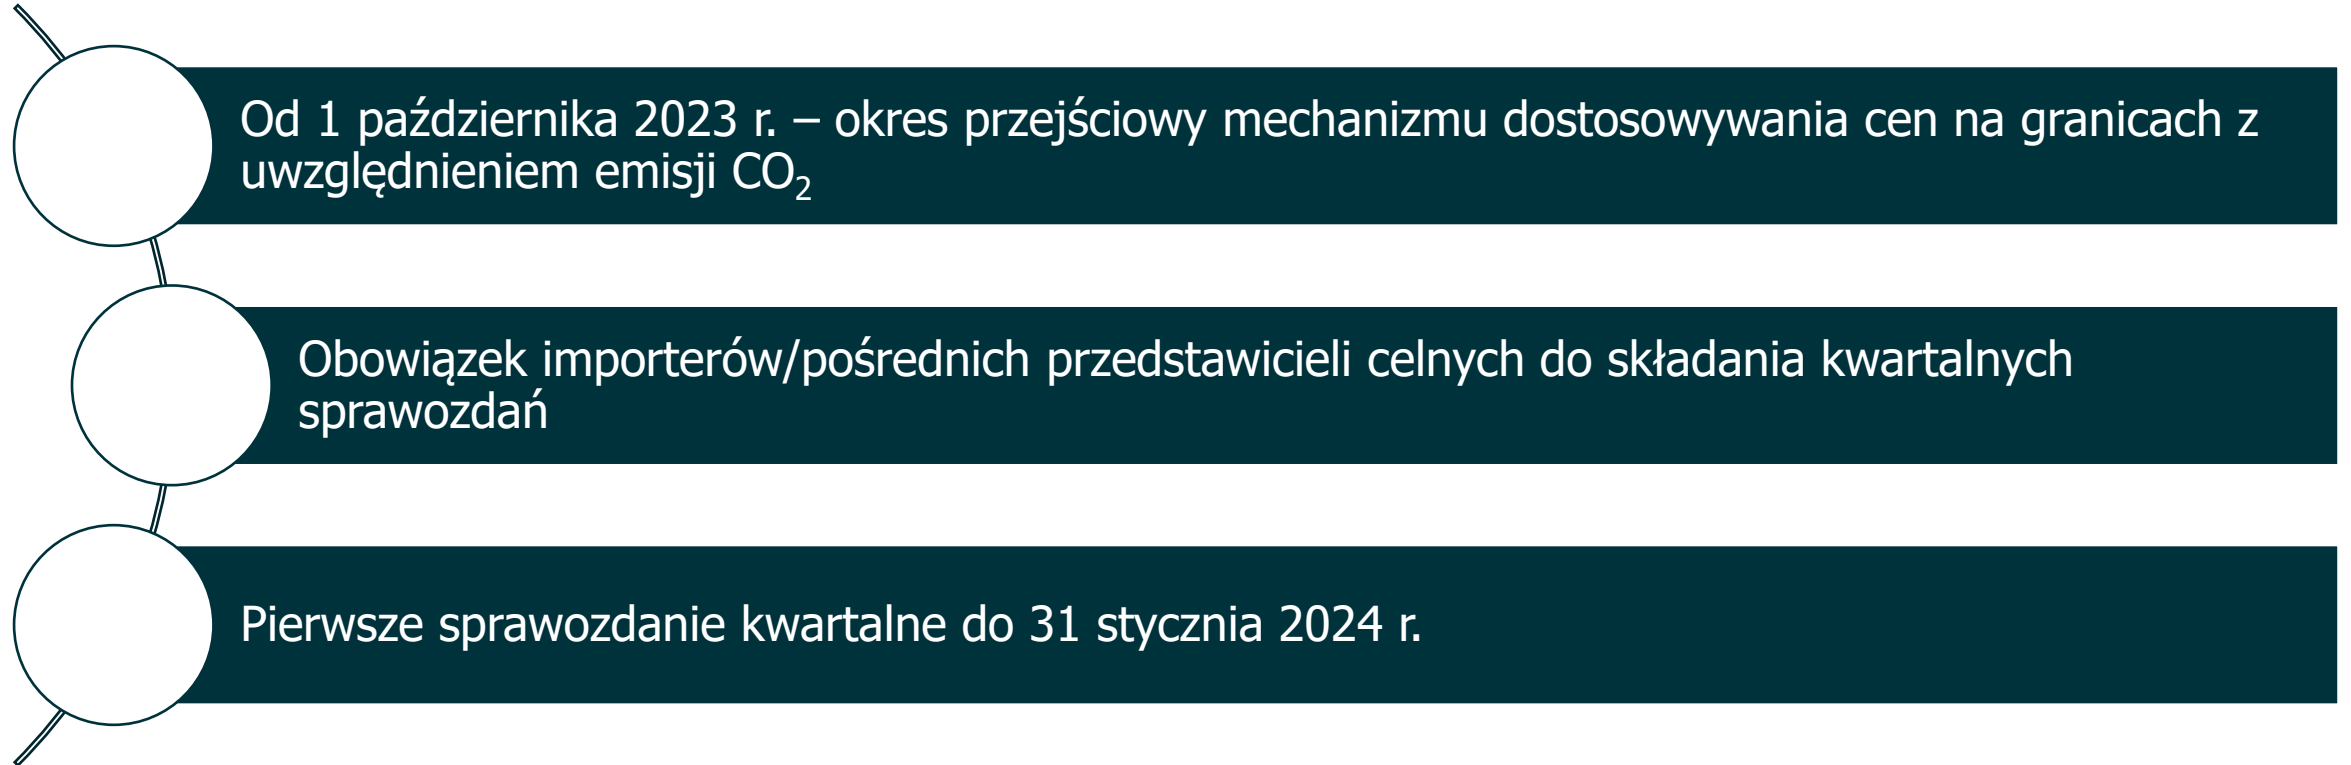 Od 1 października 2023 r. – okres przejściowy mechanizmu dostosowywania cen na granicach z
uwzględnieniem emisji CO₂
Obowiązek importerów/pośrednich przedstawicieli celnych do składania kwartalnych
sprawozdań
Pierwsze sprawozdanie kwartalne do 31 stycznia 2024 r.